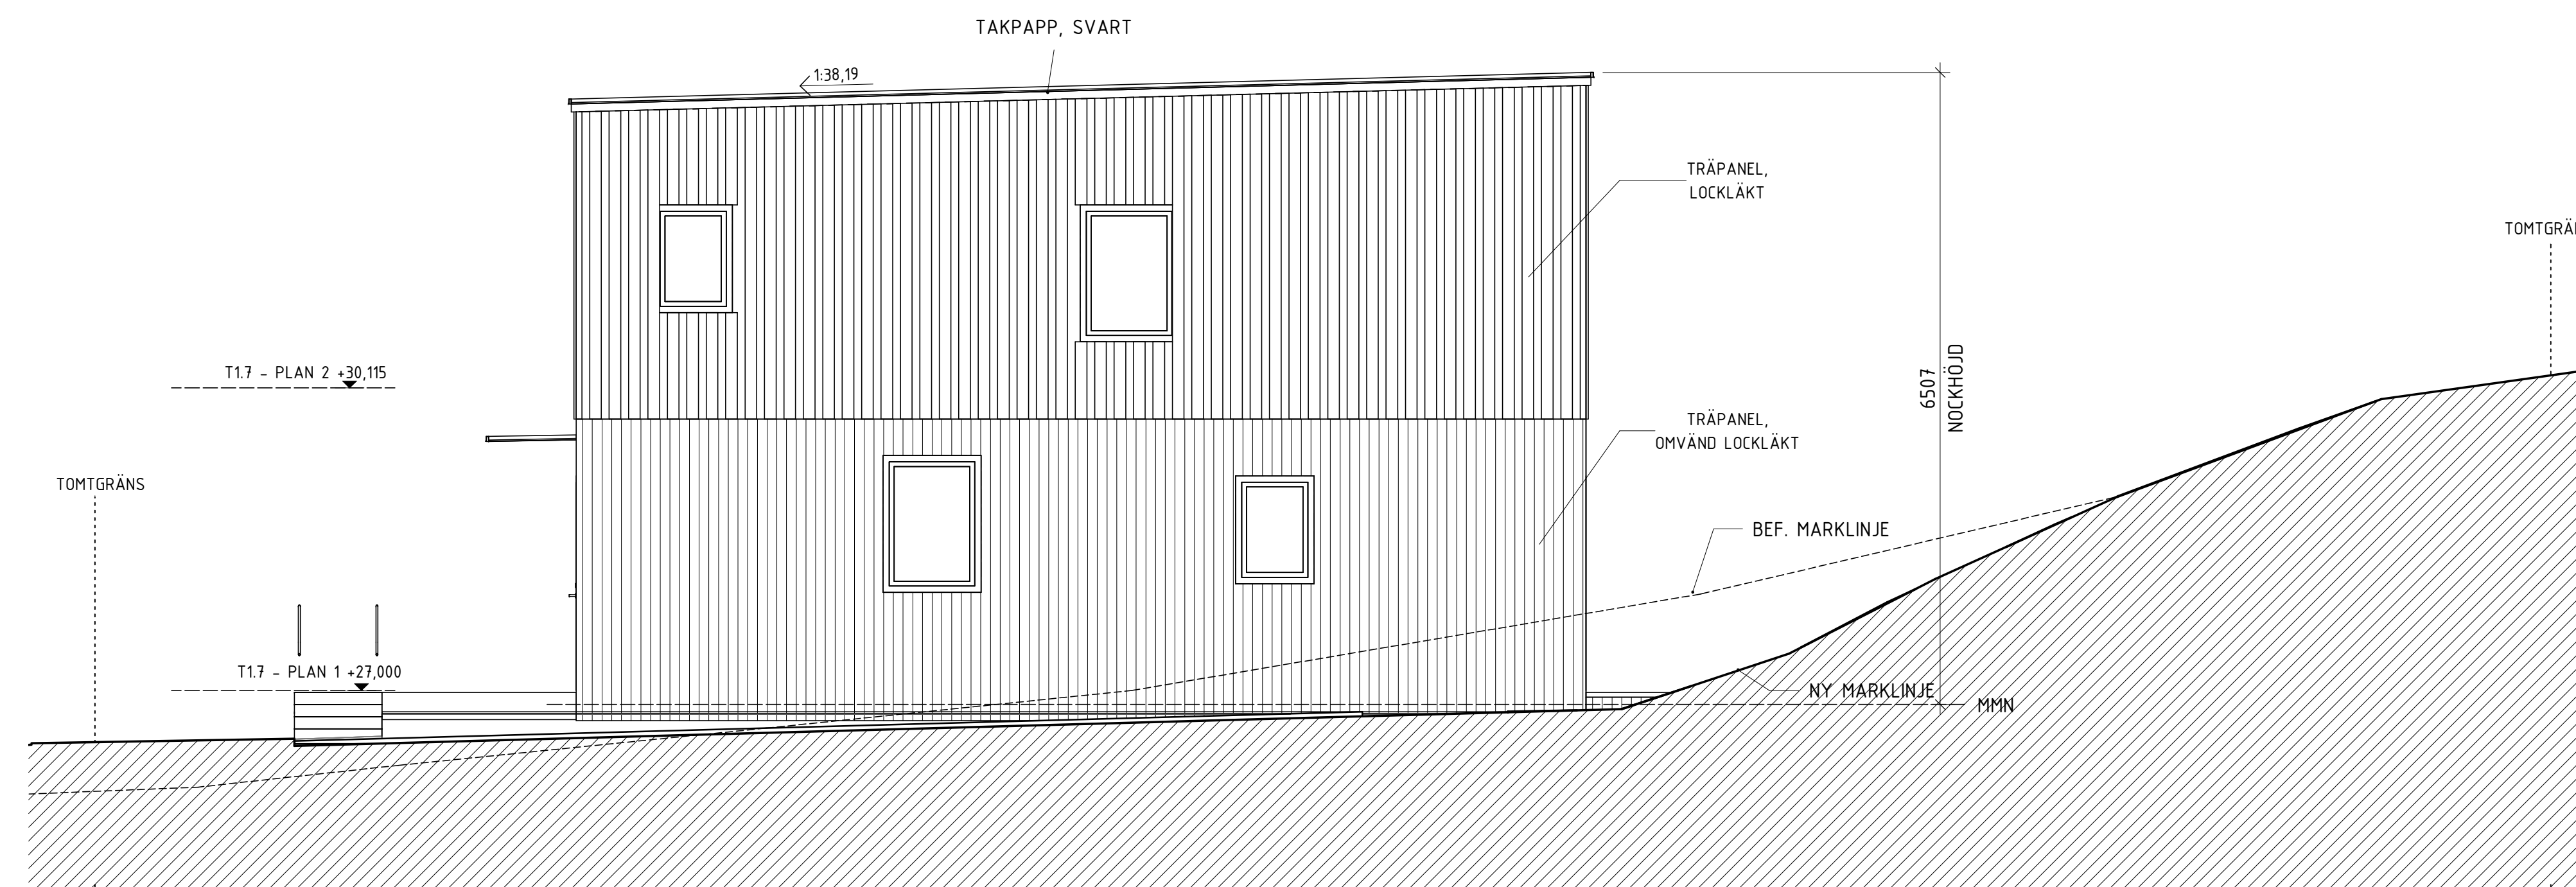 TAKPAPP, SVART
1:38,19
TRÄPANEL,
LOCKLÄKT
TOMTGRÄ
T1.7 - PLAN 2 +30,115
6507
NOCKHÖJD
TRÄPANEL,
OMVÄND LOCKLÄKT
TOMTGRÄNS
BEF. MARKLINJE
T1.7 - PLAN 1 +27,000
NY MARKLINJE
MMN